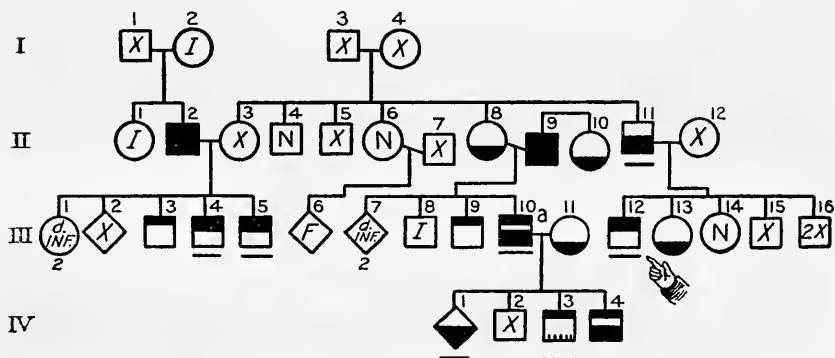 1 2 3 4
I X I X X
1 2 3 4 5 6 7 8 9 10 11 12
II I X N X N X X
1 2 3 4 5 6 7 8 9 10 a 11 12 13 14 15 16
III d. INF. X F d. INF. I N X 2X
2 2
1 2 3 4
IV X